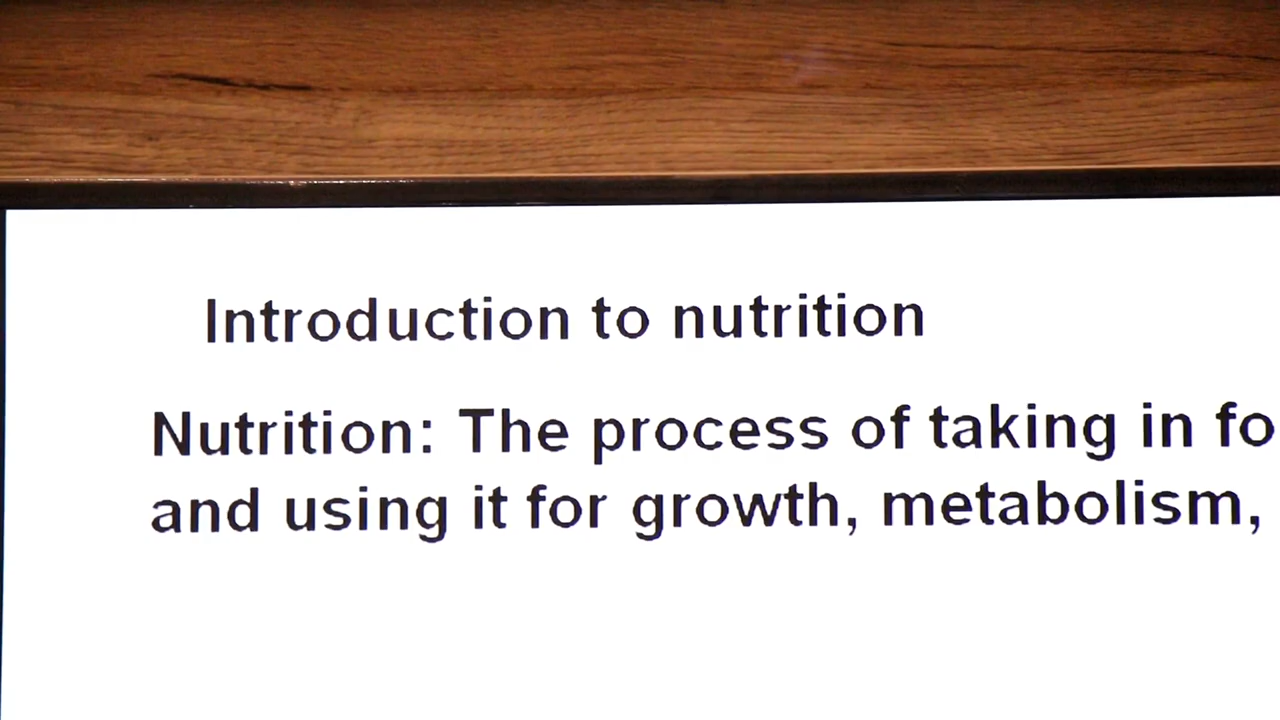 Introduction to nutrition
Nutrition: The process of taking in fo
and using it for growth, metabolism,